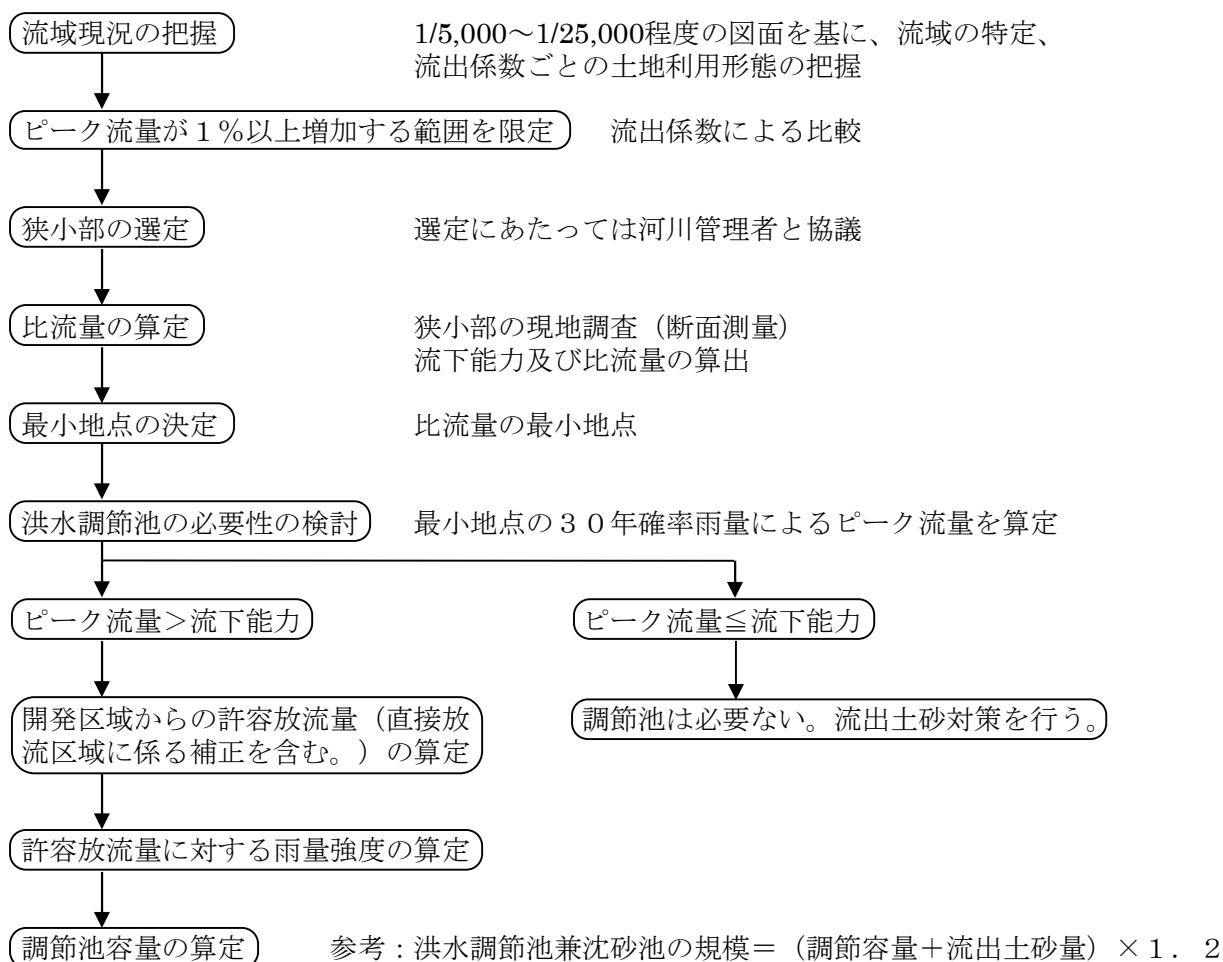 流域現況の把握
1/5,000～1/25,000程度の図面を基に、流域の特定、
流出係数ごとの土地利用形態の把握
ピーク流量が１％以上増加する範囲を限定
流出係数による比較
狭小部の選定
選定にあたっては河川管理者と協議
比流量の算定
狭小部の現地調査（断面測量）
流下能力及び比流量の算出
最小地点の決定
比流量の最小地点
洪水調節池の必要性の検討
最小地点の３０年確率雨量によるピーク流量を算定
ピーク流量＞流下能力
ピーク流量≦流下能力
開発区域からの許容放流量（直接放
流区域に係る補正を含む。）の算定
調節池は必要ない。流出土砂対策を行う。
許容放流量に対する雨量強度の算定
調節池容量の算定
参考：洪水調節池兼沈砂池の規模＝（調節容量＋流出土砂量）×１．２